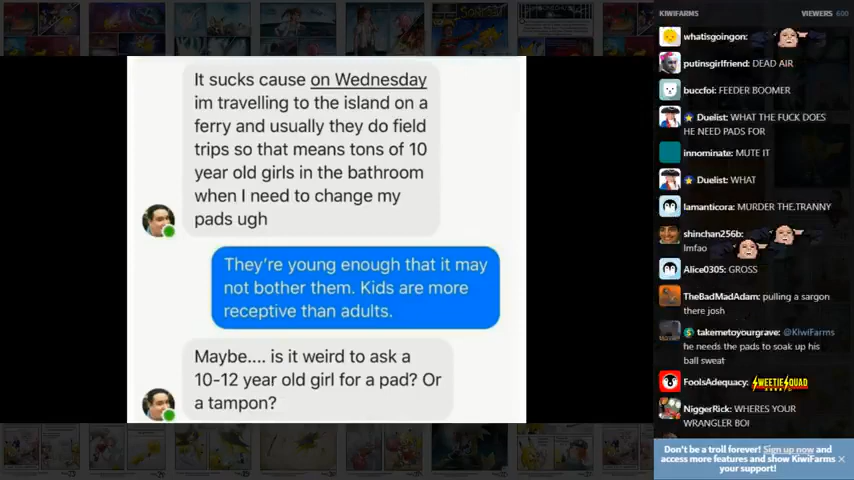 It sucks cause on Wednesday
im travelling to the island on a
ferry and usually they do field
trips so that means tons of 10
year old girls in the bathroom
when I need to change my
pads ugh
They're young enough that it may
not bother them. Kids are more
receptive than adults.
Maybe.... is it weird to ask a
10-12 year old girl for a pad? Or
a tampon?
KIWIFARMS
VIEWERS 600
whatisgoingon:
putinsgirlfriend: DEAD AIR
buccfoi: FEEDER BOOMER
Duelist: WHAT THE FUCK DOES
HE NEED PADS FOR
innominate: MUTE IT
Duelist: WHAT
lamanticora: MURDER THE.TRANNY
shinchan256b:
lmfao
Alice0305: GROSS
TheBadMadAdam: pulling a sargon
there josh
takemetoyourgrave: @KiwiFarms
he needs the pads to soak up his
ball sweat
FoolsAdequacy: SWEETIE SQUAD
NiggerRick: WHERES YOUR
WRANGLER BOI
Don't be a troll forever! Sign up now and
access more features and show KiwiFarms
your support!